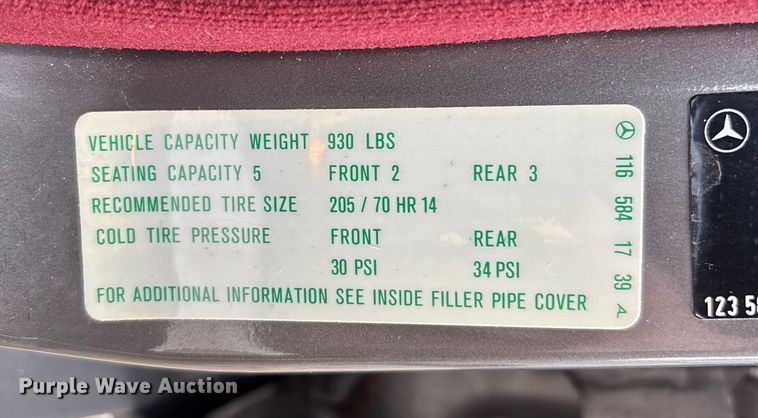 VEHICLE CAPACITY WEIGHT 930 LBS
SEATING CAPACITY 5 FRONT 2 REAR 3
RECOMMENDED TIRE SIZE 205 / 70 HR 14
COLD TIRE PRESSURE FRONT REAR
30 PSI 34 PSI
FOR ADDITIONAL INFORMATION SEE INSIDE FILLER PIPE COVER
116 584 17 39 A
123 58
Purple Wave Auction